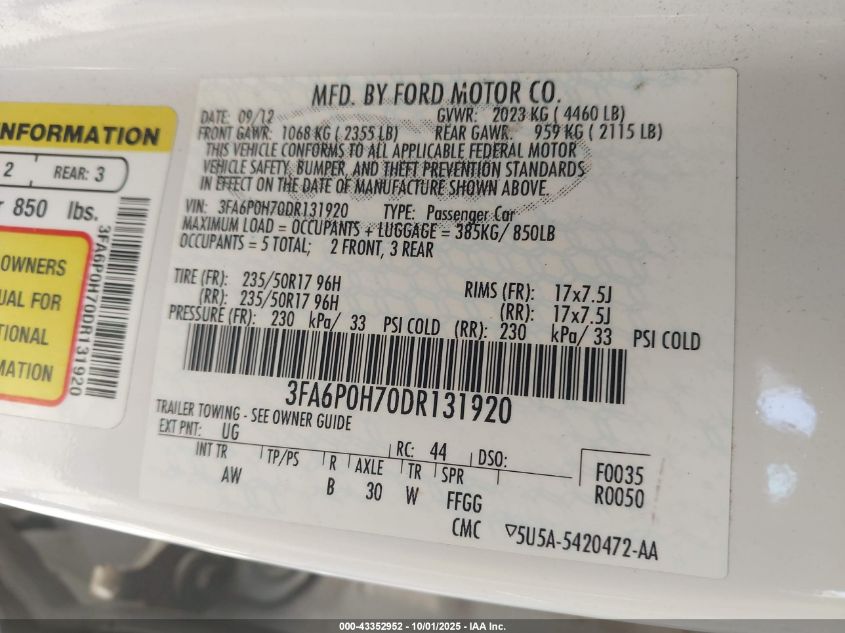 INFORMATION
2 REAR: 3
850 lbs.
OWNERS
UAL FOR
TIONAL
MATION
3FA6P0H70DR131920
MFD. BY FORD MOTOR CO.
DATE: 09/12 GVWR: 2023 KG ( 4460 LB)
FRONT GAWR: 1068 KG ( 2355 LB) REAR GAWR: 959 KG ( 2115 LB)
THIS VEHICLE CONFORMS TO ALL APPLICABLE FEDERAL MOTOR
VEHICLE SAFETY, BUMPER, AND THEFT PREVENTION STANDARDS
IN EFFECT ON THE DATE OF MANUFACTURE SHOWN ABOVE.
VIN: 3FA6P0H70DR131920 TYPE: Passenger Car
MAXIMUM LOAD = OCCUPANTS + LUGGAGE = 385KG/ 850LB
OCCUPANTS = 5 TOTAL; 2 FRONT, 3 REAR
TIRE (FR): 235/50R17 96H RIMS (FR): 17x7.5J
(RR): 235/50R17 96H (RR): 17x7.5J
PRESSURE (FR): 230 kPa/ 33 PSI COLD (RR): 230 kPa/ 33 PSI COLD
3FA6P0H70DR131920
TRAILER TOWING - SEE OWNER GUIDE
EXT PNT: UG RC: 44 DSO:
INT TR TP/PS R AXLE TR SPR F0035
AW B 30 W FFGG R0050
CMC ▽5U5A-5420472-AA
000-43352952 - 10/01/2025 - IAA Inc.